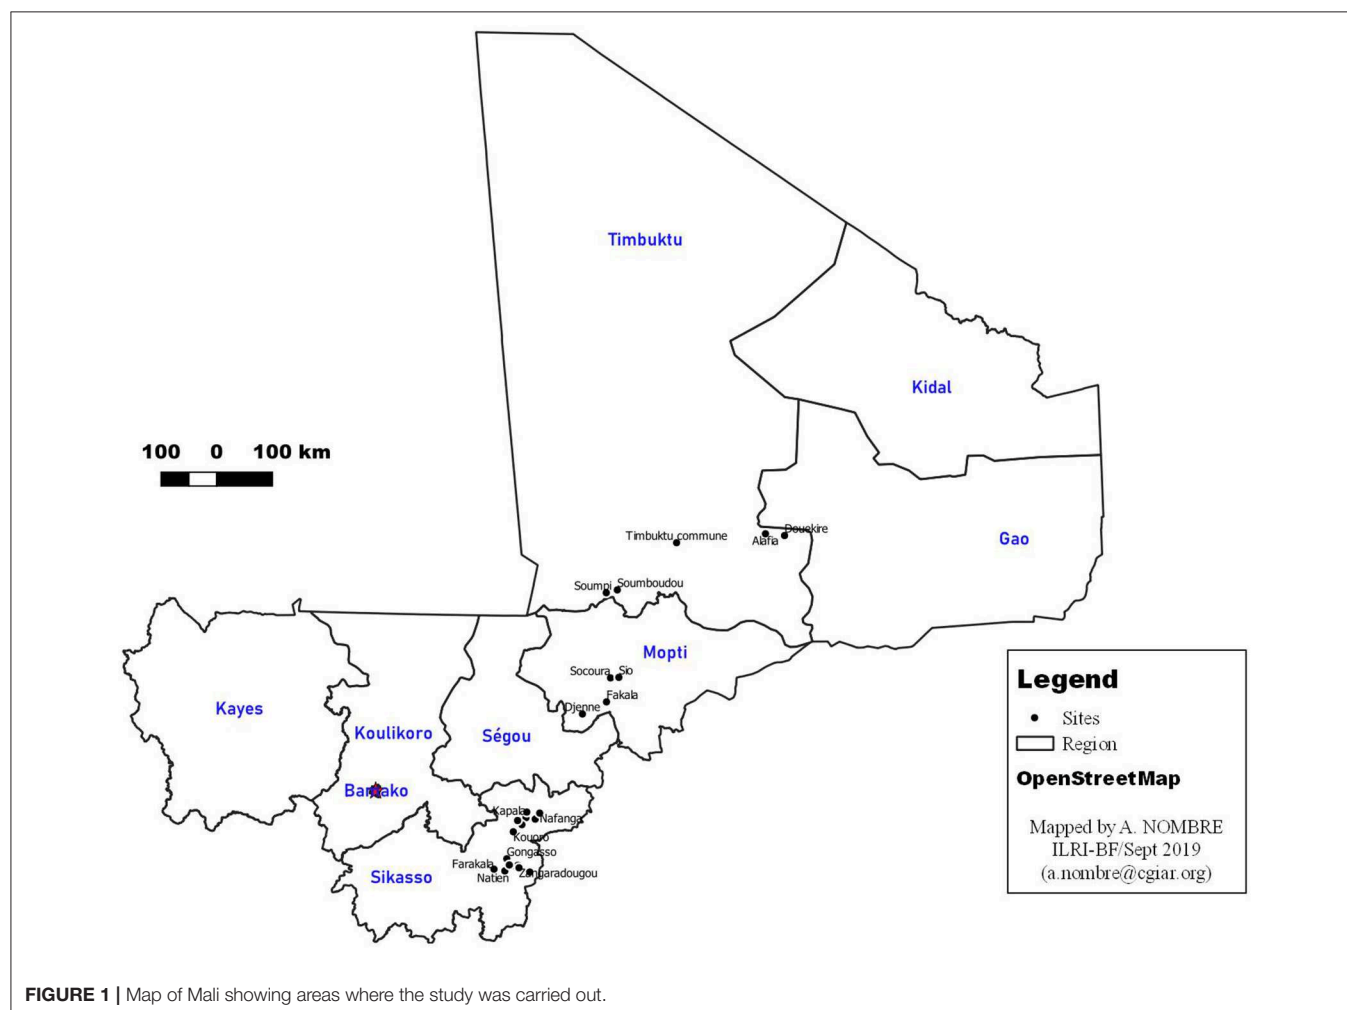 Timbuktu
Kidal
100 0 100 km
Timbuktu commune
Douekire
Alafia
Gao
Soumpi
Soumboudou
Mopti
Socoura
Sio
Fakala
Djenne
Kayes
Koulikoro
Ségou
Bamako
Kapala
Nafanga
Kouoro
Gongasso
Farakala
Zangaradougou
Natien
Sikasso
Legend
Sites
Region
OpenStreetMap
Mapped by A. NOMBRE
ILRI-BF/Sept 2019
(a.nombre@cgiar.org)
FIGURE 1 | Map of Mali showing areas where the study was carried out.